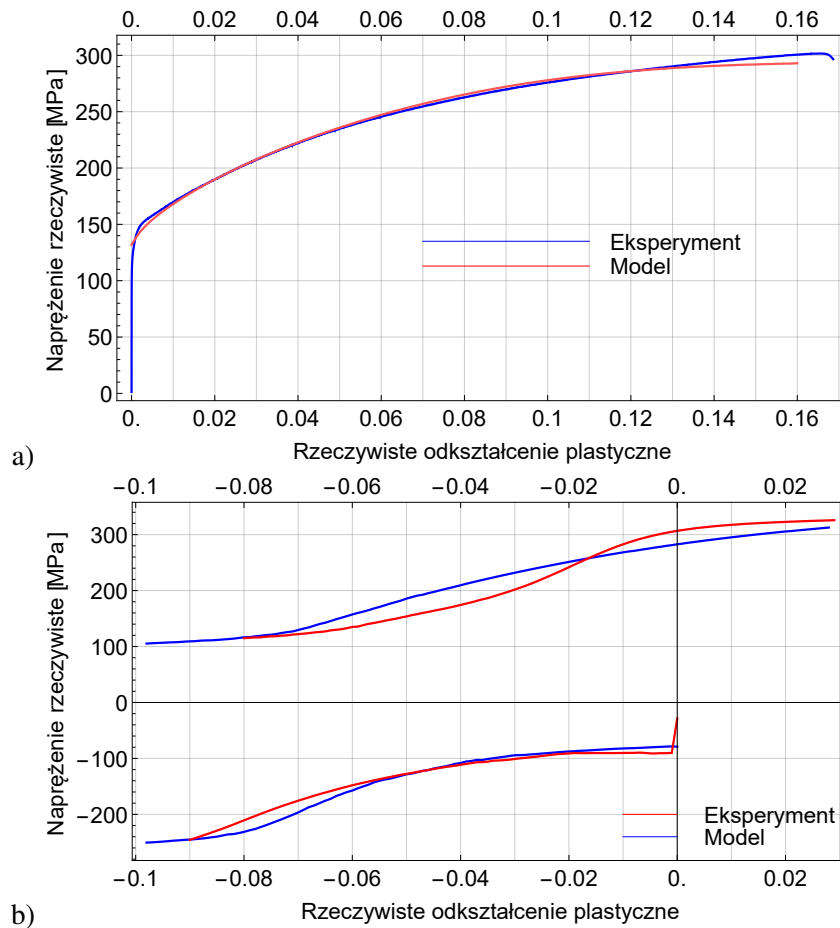 0. 0.02 0.04 0.06 0.08 0.1 0.12 0.14 0.16
300
250
200
150
100
50
0
Naprężenie rzeczywiste [MPa]
Eksperyment
Model
0. 0.02 0.04 0.06 0.08 0.1 0.12 0.14 0.16
Rzeczywiste odkształcenie plastyczne
a)
−0.1 −0.08 −0.06 −0.04 −0.02 0. 0.02
300
200
100
0
−100
−200
Naprężenie rzeczywiste [MPa]
Eksperyment
Model
−0.1 −0.08 −0.06 −0.04 −0.02 0. 0.02
Rzeczywiste odkształcenie plastyczne
b)